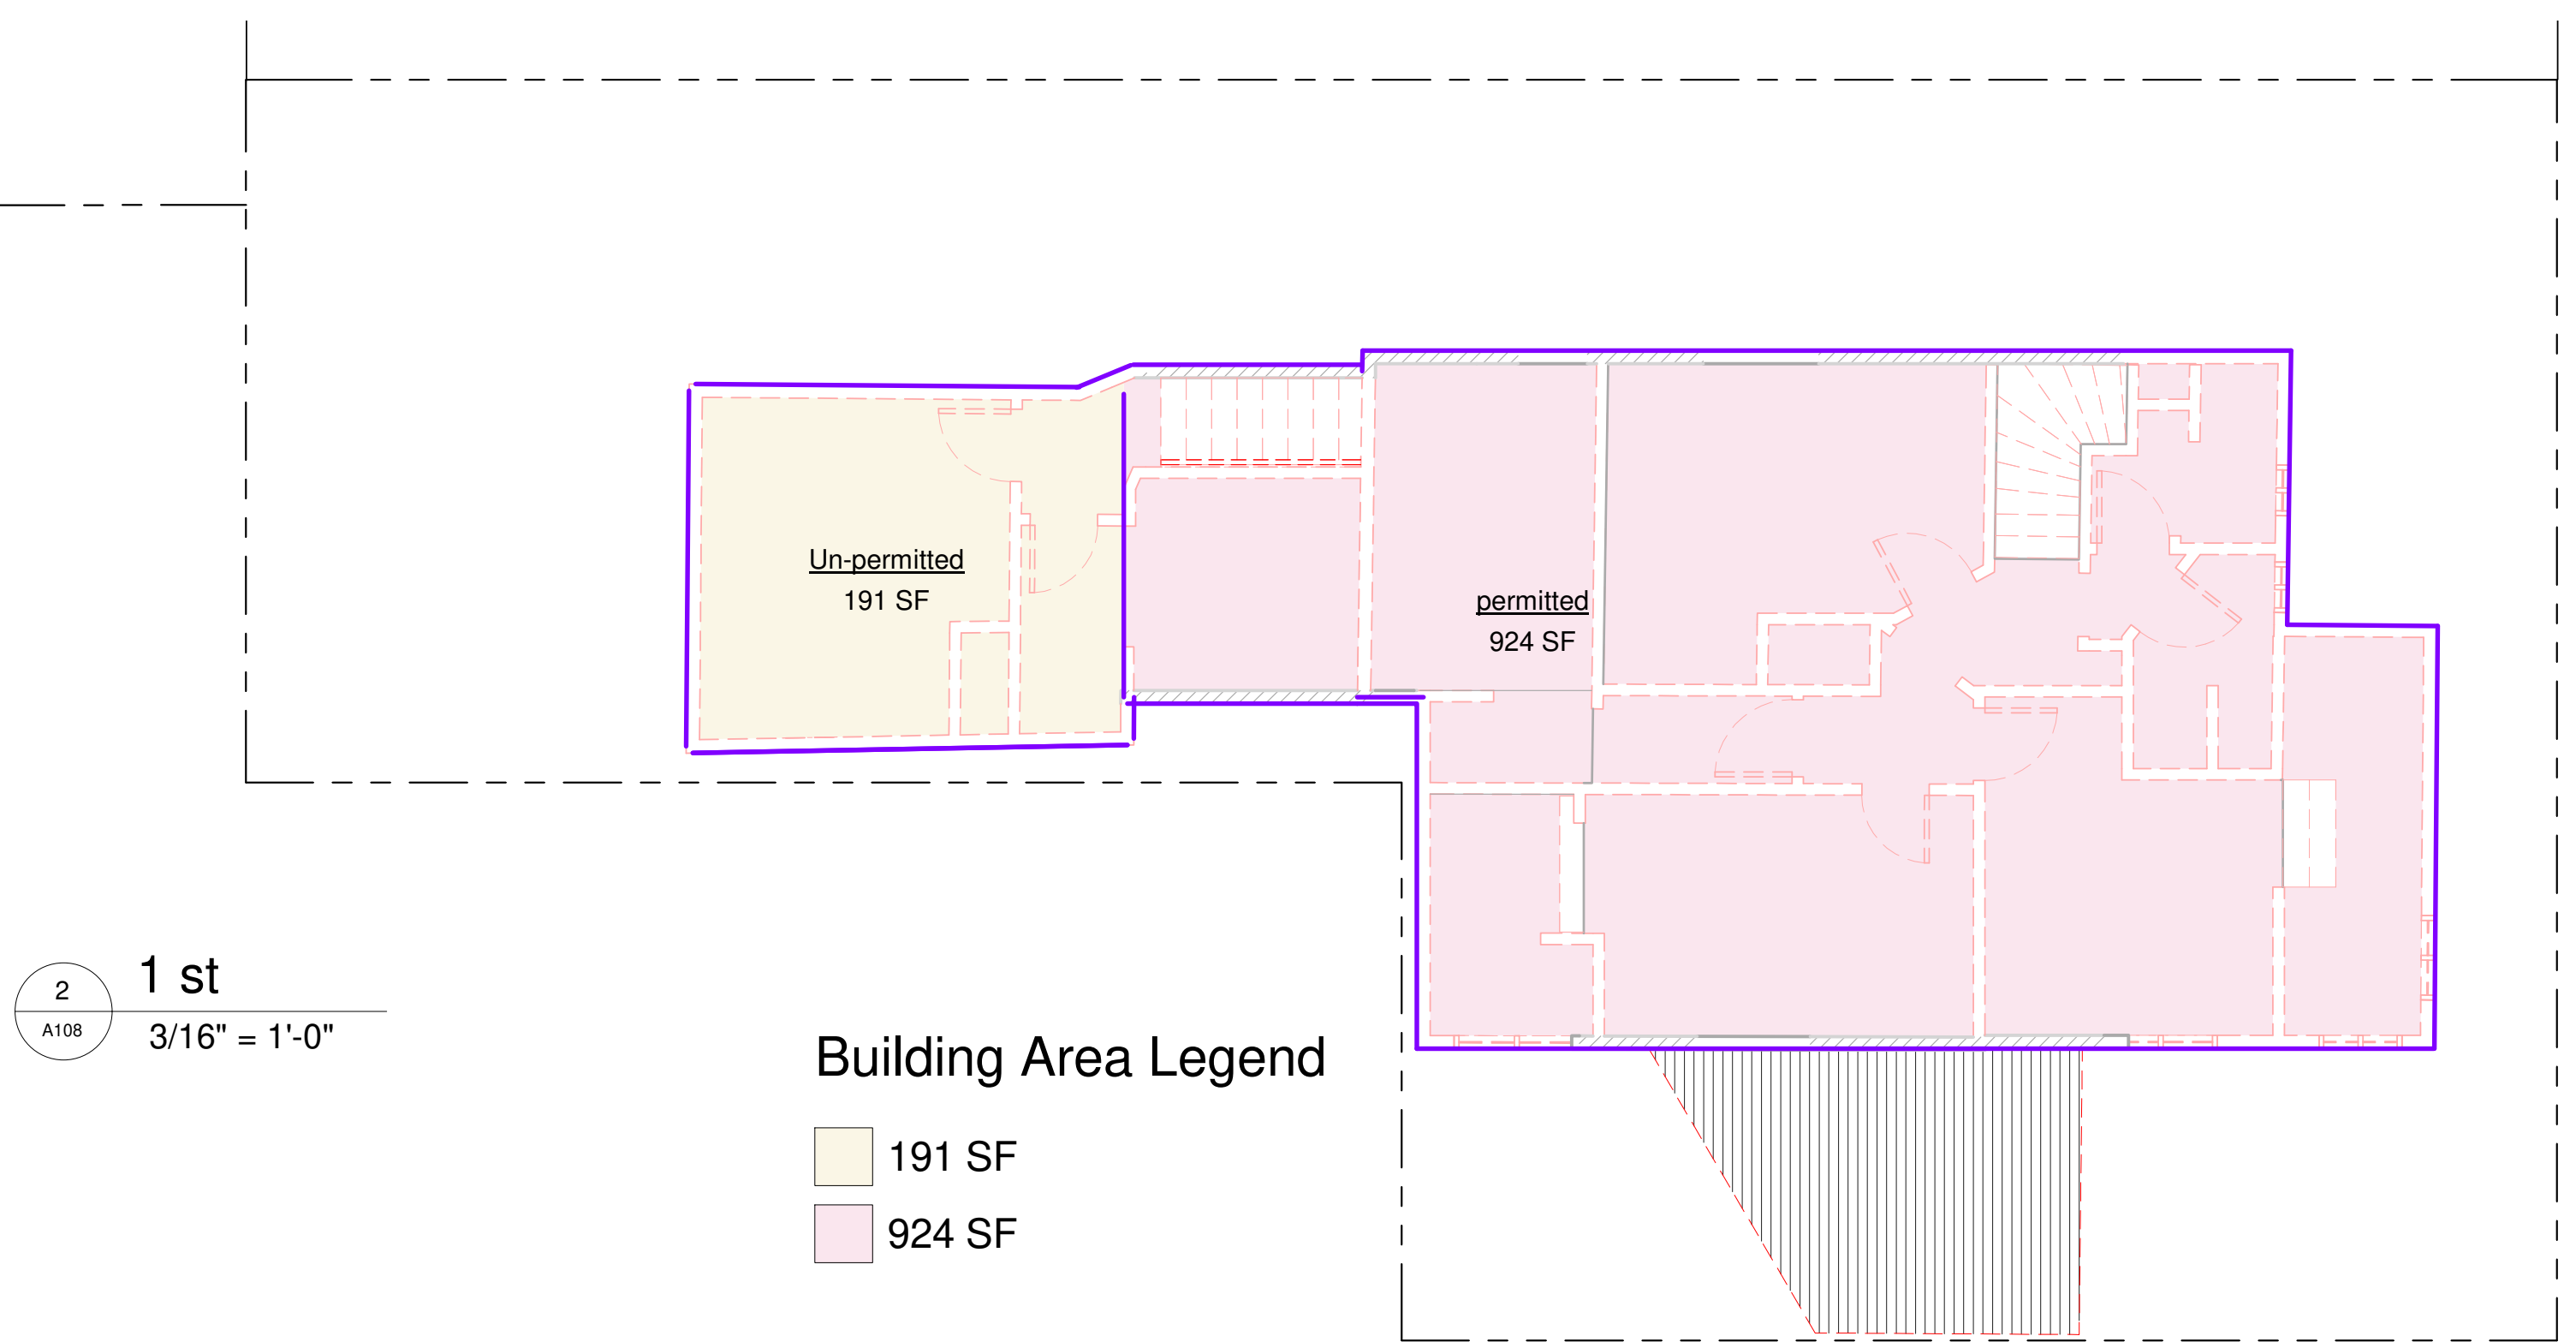 Un-permitted
191 SF
permitted
924 SF
2
A108
1 st
3/16" = 1'-0"
Building Area Legend
191 SF
924 SF